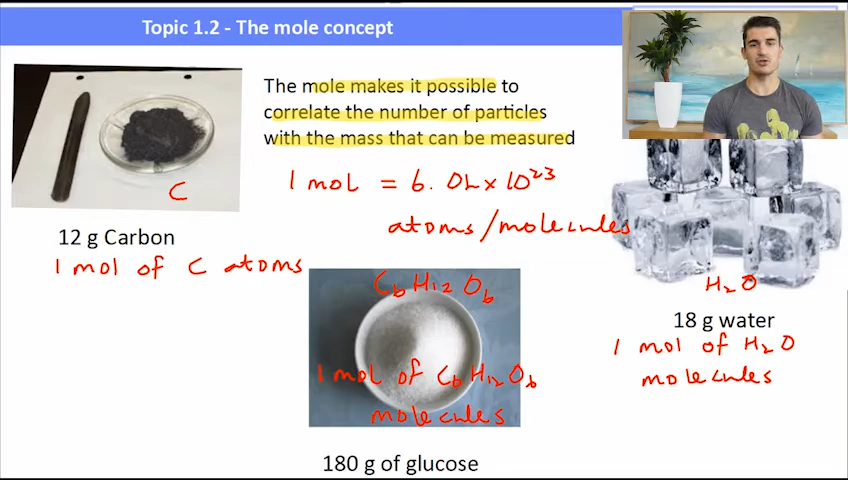 Topic 1.2 - The mole concept
The mole makes it possible to
correlate the number of particles
with the mass that can be measured
1 mol = 6.02 x 10²³
atoms/molecules
C
12 g Carbon
1 mol of C atoms
C₆H₁₂O₆
1 mol of C₆H₁₂O₆
molecules
180 g of glucose
H₂O
18 g water
1 mol of H₂O
molecules